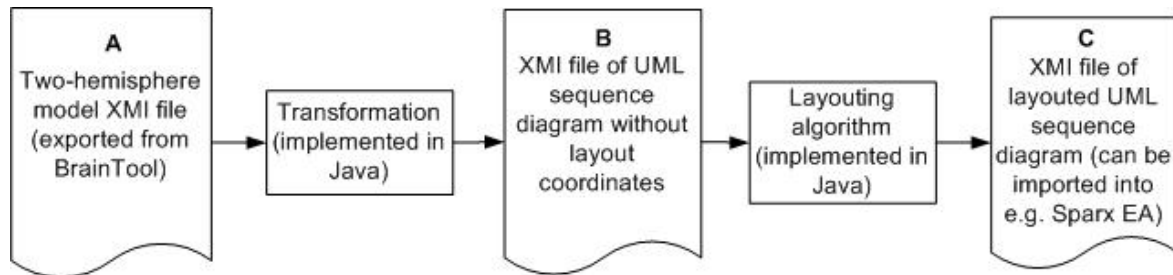 A
Two-hemisphere
model XMI file
(exported from
BrainTool)
Transformation
(implemented in
Java)
B
XMI file of UML
sequence
diagram without
layout
coordinates
Layouting
algorithm
(implemented in
Java)
C
XMI file of
layouted UML
sequence
diagram (can be
imported into
e.g. Sparx EA)